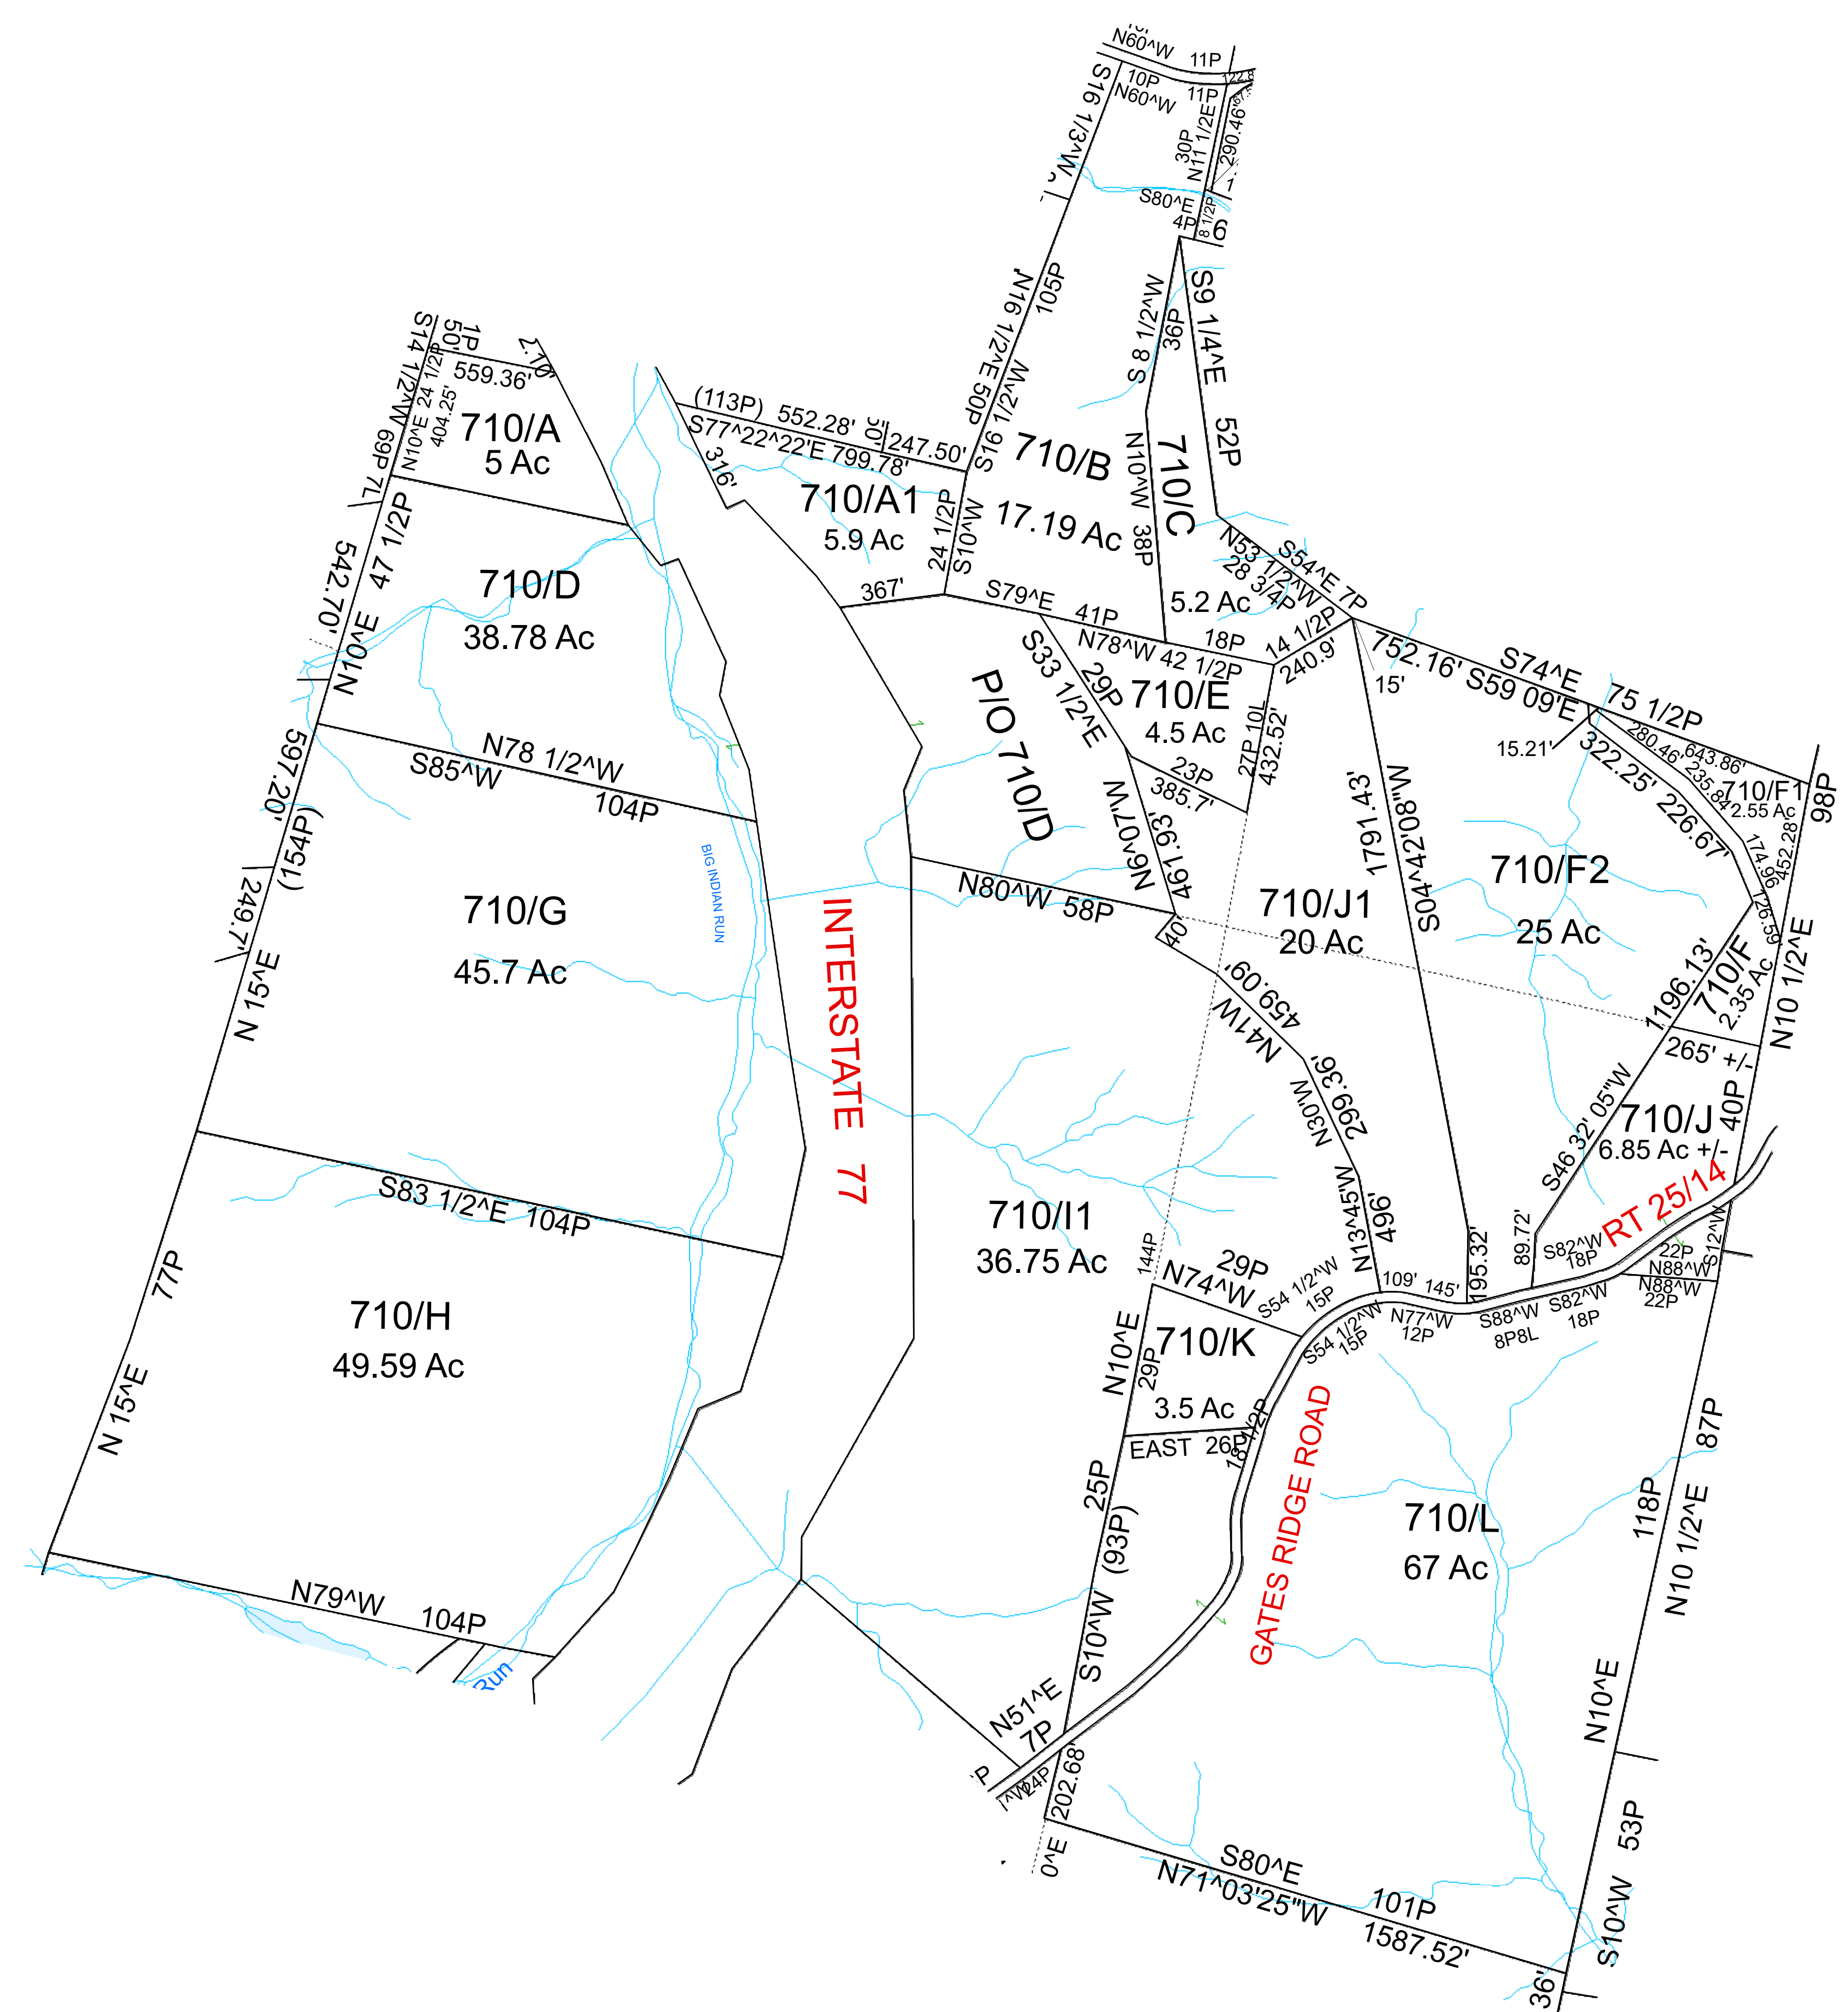 N60^W
11P
10P
N60^W
11P
S16 1/3^W
30P
N11 1/2E
290.46'
S80^E
4P
8 1/2P
6
N16 1/2^E 50P
105P
S16 1/2^W
S 8 1/2^W
36P
S9 1/4^E
52P
S14 1/2^W 69P 7L
1P
50'
559.36'
N10^E 24 1/2P
404.25'
710/A
5 Ac
(113P)
552.28'
50'
247.50'
S77^22^22'E 799.78'
316'
710/A1
5.9 Ac
24 1/2P
S10^W
367'
710/B
17.19 Ac
N10^W
38P
710/C
5.2 Ac
N53 1/2^W
28 3/4P
S54^E 7P
542.70'
47 1/2P
N10^E
710/D
38.78 Ac
S79^E
41P
N78^W 42 1/2P
18P
14 1/2P
240.9'
S33 1/2^E
29P
710/E
4.5 Ac
27P 10L
432.52'
23P
385.7'
P/O 710/D
N6^07'W
461.93'
752.16'
S59 09'E
S74^E
75 1/2P
15'
15.21'
280.46'
643.86'
235.84'
322.25'
226.67'
710/F1
2.55 Ac
174.96
452.28'
126.59'
98P
597.20'
(154P)
N78 1/2^W
S85^W
104P
710/G
45.7 Ac
249.7'
N 15^E
BIG INDIAN RUN
INTERSTATE 77
N80^W 58P
40'
710/J1
20 Ac
1791.43'
S04^42'08"W
710/F2
25 Ac
1196.13'
710/F
2.35 Ac
N10 1/2^E
265' +/-
459.09'
N41W
299.36'
N30'W
N13^45'W
496'
S46 32' 05"W
710/J
6.85 Ac +/-
40P
RT 25/14
S83 1/2^E 104P
77P
710/H
49.59 Ac
N 15^E
710/I1
36.75 Ac
144P
29P
N74^W
S54 1/2^W
15P
S54 1/2^W
15P
109'
145'
195.32'
89.72'
S82^W
18P
22P
N88^W
S12^W
N77^W
12P
S88^W
8P8L
S82^W
18P
N88^W
22P
N10^E
29P
710/K
3.5 Ac
EAST 26P
18 1/2P
25P
(93P)
S10^W
GATES RIDGE ROAD
710/L
67 Ac
87P
118P
N10 1/2^E
N79^W
104P
Run
N51^E
7P
P
24P
202.68'
0^E
N10^E
53P
S10^W
S80^E
N71^03'25"W
101P
1587.52'
36'